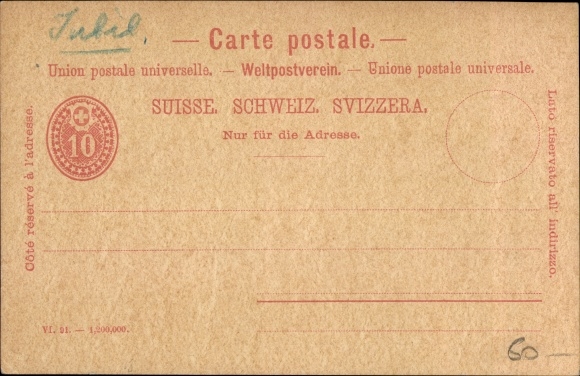 — Carte postale. —
Union postale universelle. — Weltpostverein. — Unione postale universale.
SUISSE. SCHWEIZ. SVIZZERA.
Nur für die Adresse.
10
Côté réservé à l'adresse.
Lato riservato all' indirizzo.
VI. 91. — 1,200,000.
60 —